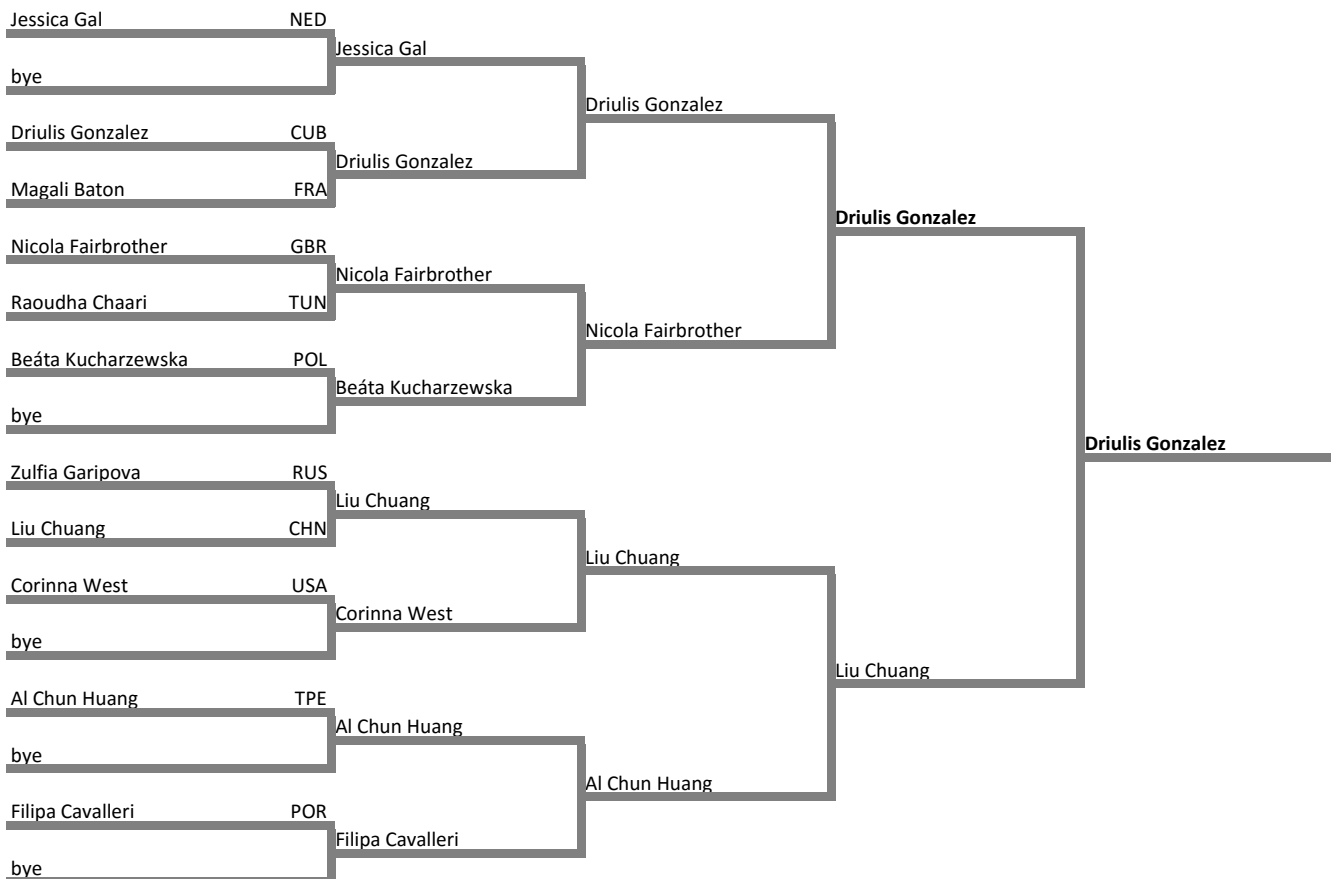 Jessica Gal NED
Jessica Gal
bye
Driulis Gonzalez
Driulis Gonzalez CUB
Driulis Gonzalez
Magali Baton FRA
Driulis Gonzalez
Nicola Fairbrother GBR
Nicola Fairbrother
Raoudha Chaari TUN
Nicola Fairbrother
Beáta Kucharzewska POL
Beáta Kucharzewska
bye
Driulis Gonzalez
Zulfia Garipova RUS
Liu Chuang
Liu Chuang CHN
Liu Chuang
Corinna West USA
Corinna West
bye
Liu Chuang
Al Chun Huang TPE
Al Chun Huang
bye
Al Chun Huang
Filipa Cavalleri POR
Filipa Cavalleri
bye